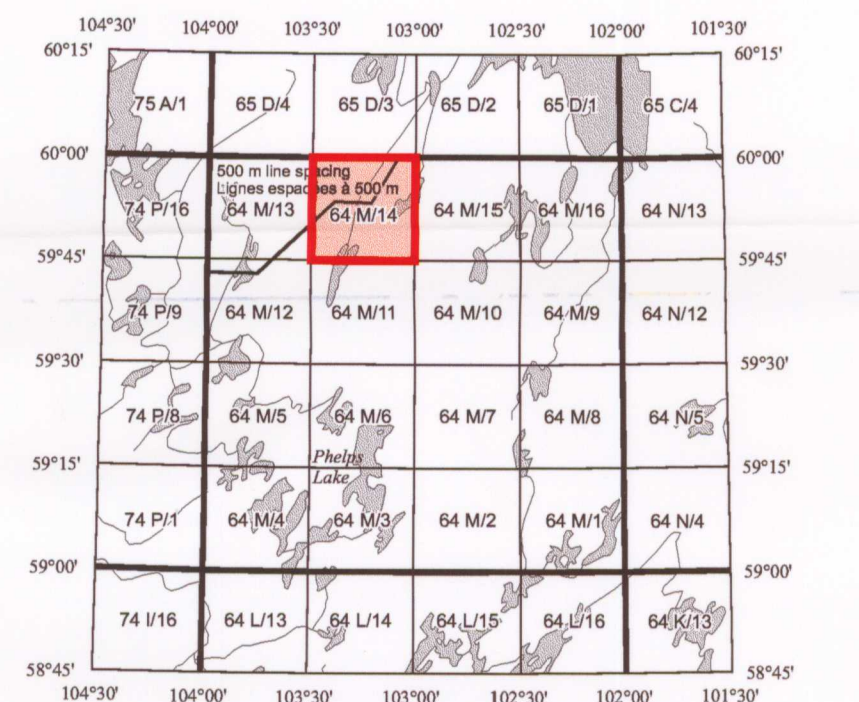 104°30' 104°00' 103°30' 103°00' 102°30' 102°00' 101°30'
60°15' 60°15'
75 A/1 65 D/4 65 D/3 65 D/2 65 D/1 65 C/4
60°00' 60°00'
500 m line spacing
Lignes espacées à 500 m
74 P/16 64 M/13 64 M/14 64 M/15 64 M/16 64 N/13
59°45' 59°45'
74 P/9 64 M/12 64 M/11 64 M/10 64 M/9 64 N/12
59°30' 59°30'
74 P/8 64 M/5 64 M/6 64 M/7 64 M/8 64 N/5
Phelps
59°15' 59°15'
Lake
74 P/1 64 M/4 64 M/3 64 M/2 64 M/1 64 N/4
59°00' 59°00'
74 I/16 64 L/13 64 L/14 64 L/15 64 L/16 64 K/13
58°45' 58°45'
104°30' 104°00' 103°30' 103°00' 102°30' 102°00' 101°30'